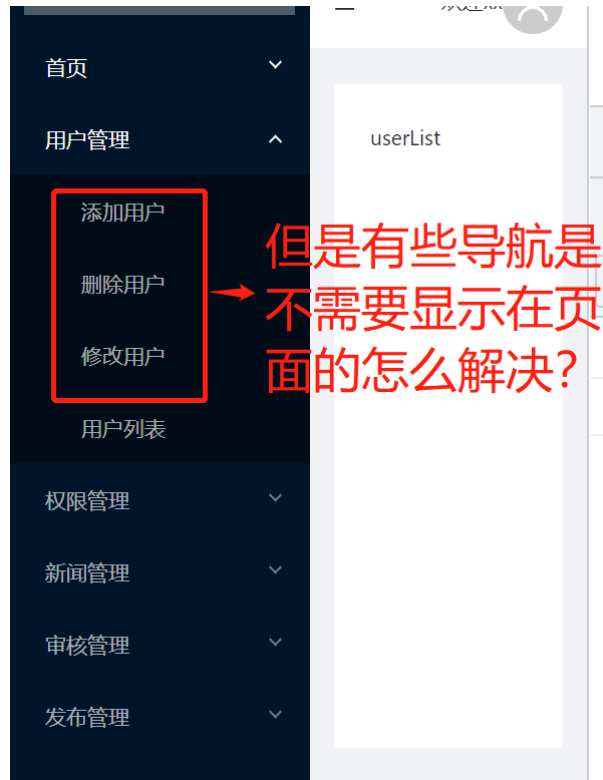 首页
用户管理
userList
添加用户
删除用户
修改用户
用户列表
但是有些导航是
不需要显示在页
面的怎么解决？
权限管理
新闻管理
审核管理
发布管理